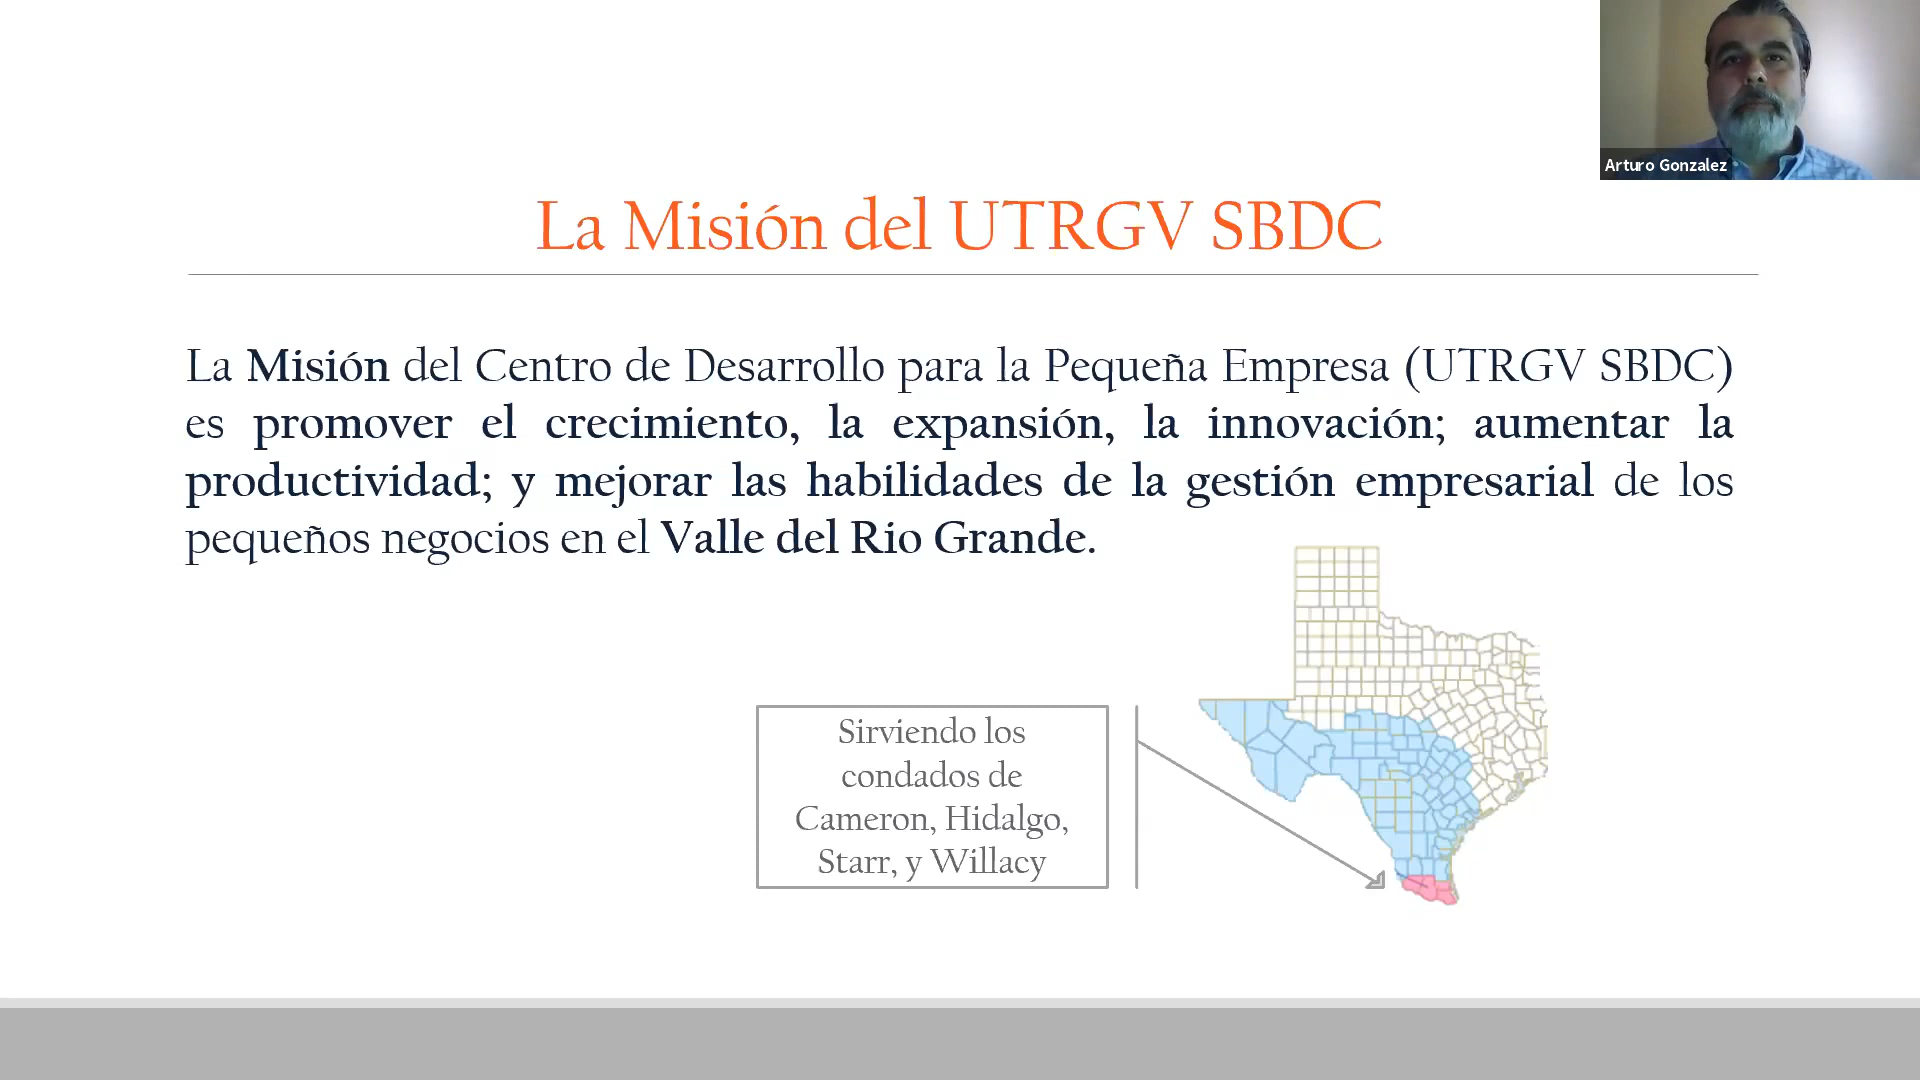 Arturo Gonzalez
La Misión del UTRGV SBDC
La Misión del Centro de Desarrollo para la Pequeña Empresa (UTRGV SBDC)
es promover el crecimiento, la expansión, la innovación; aumentar la
productividad; y mejorar las habilidades de la gestión empresarial de los
pequeños negocios en el Valle del Rio Grande.
Sirviendo los
condados de
Cameron, Hidalgo,
Starr, y Willacy